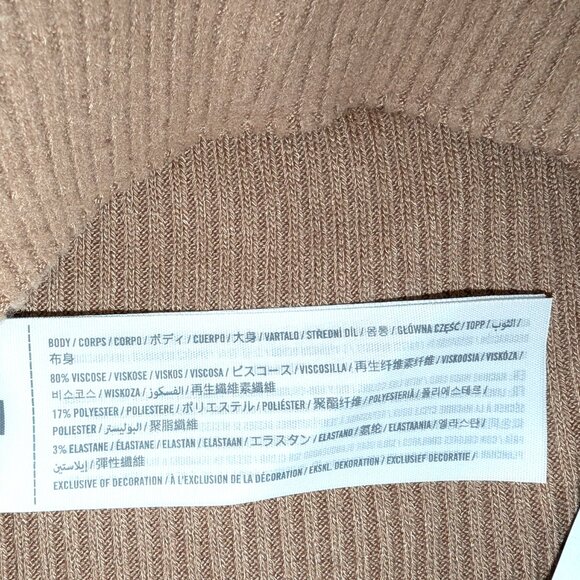 BODY / CORPS / CORPO / ボディ / CUERPO / 大身 / VARTALO / STŘEDNÍ DÍL / 몸통 / GŁÓWNA CZĘŚĆ / TOPP / الثوب /
布身
80% VISCOSE / VISKOSE / VISKOS / VISCOSA / ビスコース / VISCOSILLA / 再生纤维素纤维 / VISKOOSIA / VISKÓZA /
비스코스 / WISKOZA / الفسكوز / 再生纖維素纖維
17% POLYESTER / POLIESTERE / ポリエステル / POLIÉSTER / 聚酯纤维 / POLYESTERIÄ / 폴리에스테르 /
POLIESTER / البوليستر / 聚脂纖維
3% ELASTANE / ÉLASTANE / ELASTAN / ELASTAAN / エラスタン / ELASTANO / 氨纶 / ELASTAANIA / 엘라스탄 /
إيلاستين / 彈性纖維
EXCLUSIVE OF DECORATION / À L'EXCLUSION DE LA DÉCORATION / EKSKL. DEKORATION / EXCLUSIEF DECORATIE /